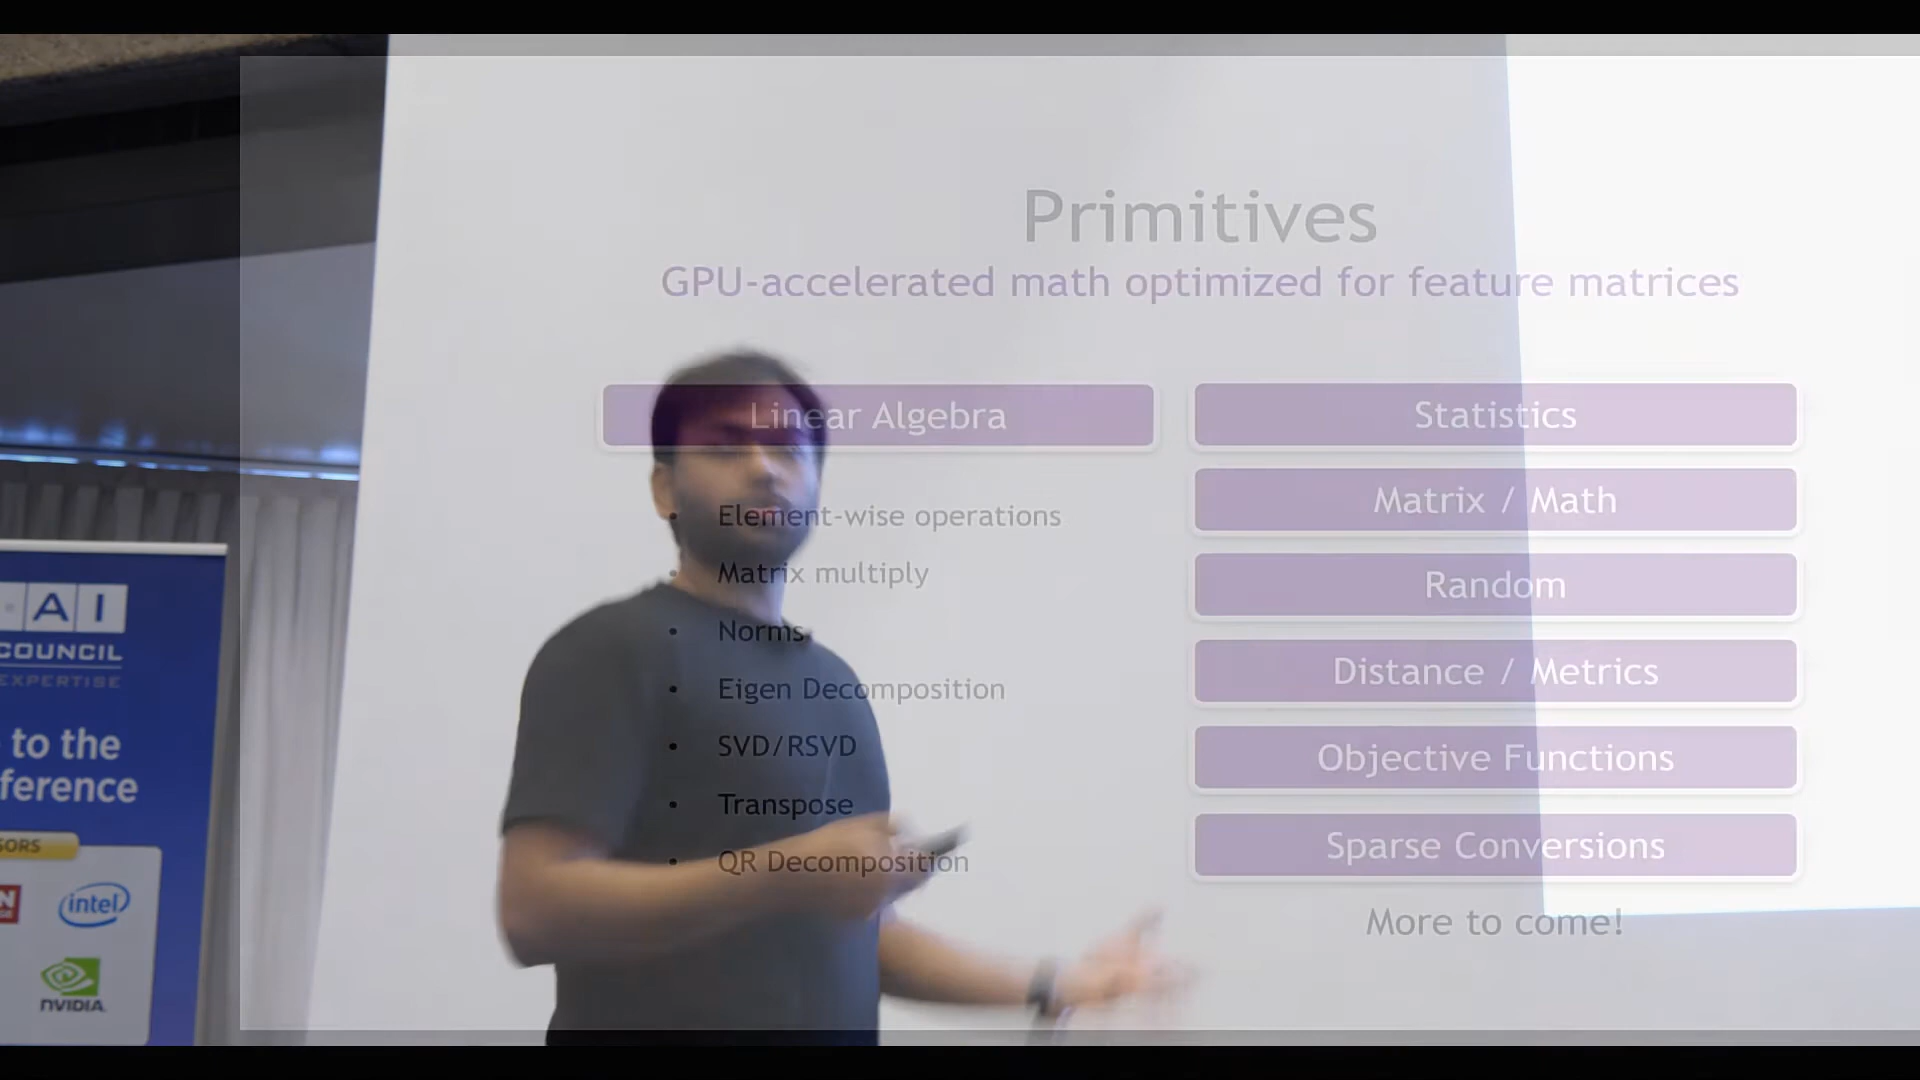 Primitives
GPU-accelerated math optimized for feature matrices
Linear Algebra
• Element-wise operations
• Matrix multiply
• Norms
• Eigen Decomposition
• SVD/RSVD
• Transpose
• QR Decomposition
Statistics
Matrix / Math
Random
Distance / Metrics
Objective Functions
Sparse Conversions
More to come!
AI
COUNCIL
EXPERTISE
to the
ference
SORS
N
intel
NVIDIA